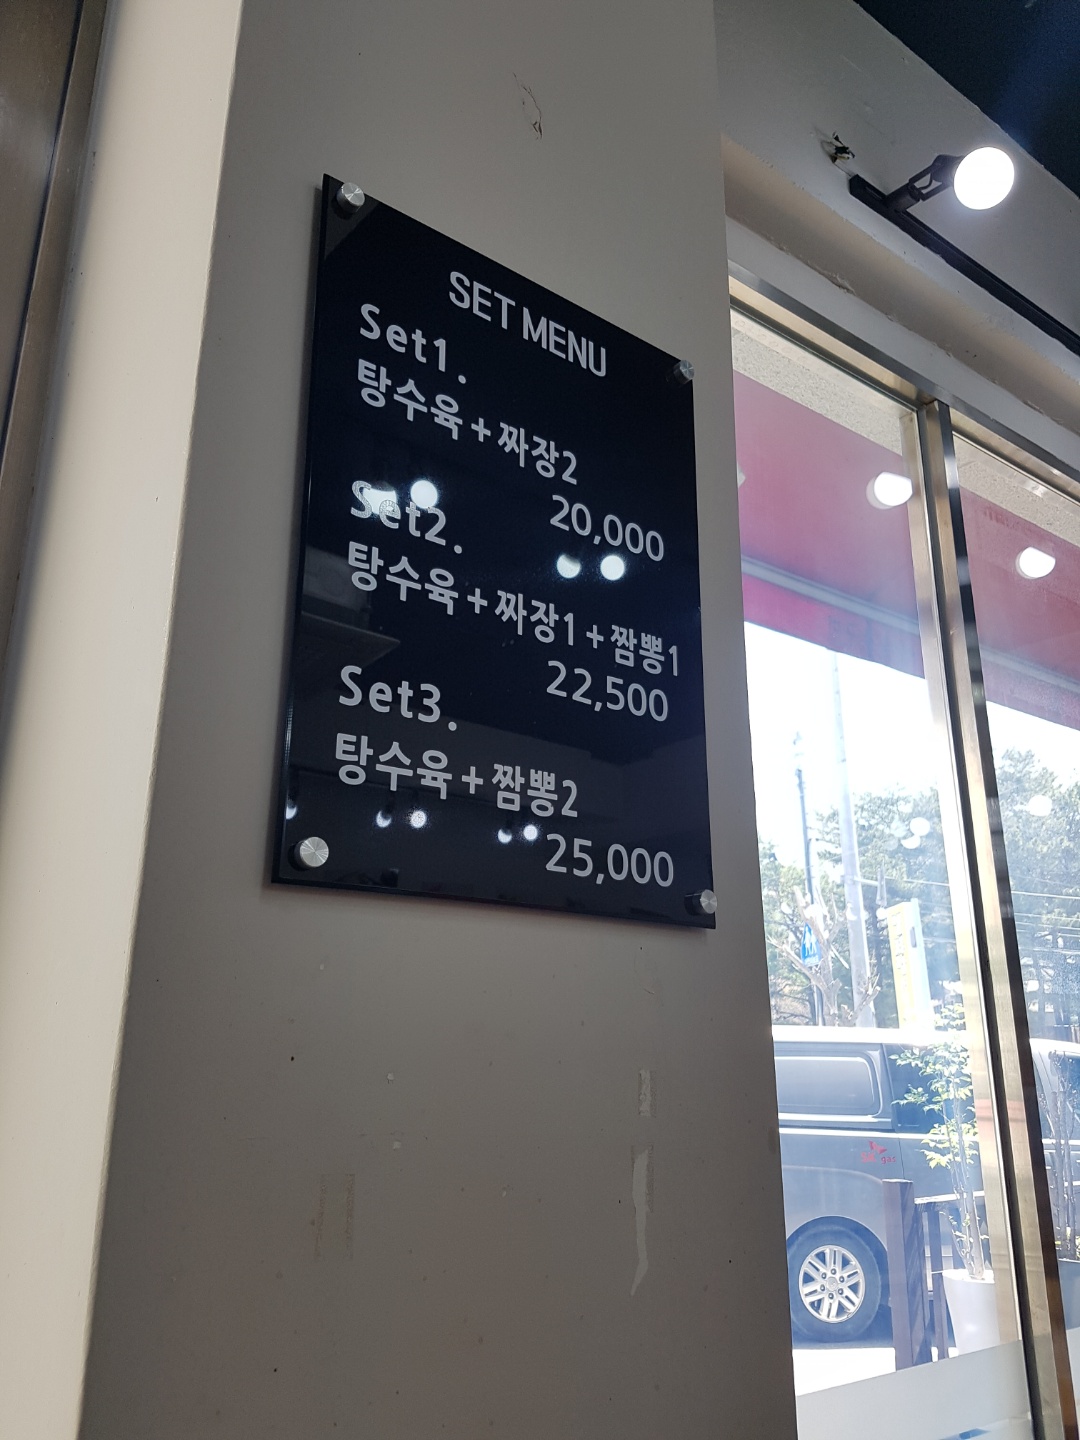 SET MENU
Set1.
탕수육+짜장2
20,000
Set2.
탕수육+짜장1+짬뽕1
22,500
Set3.
탕수육+짬뽕2
25,000
gas